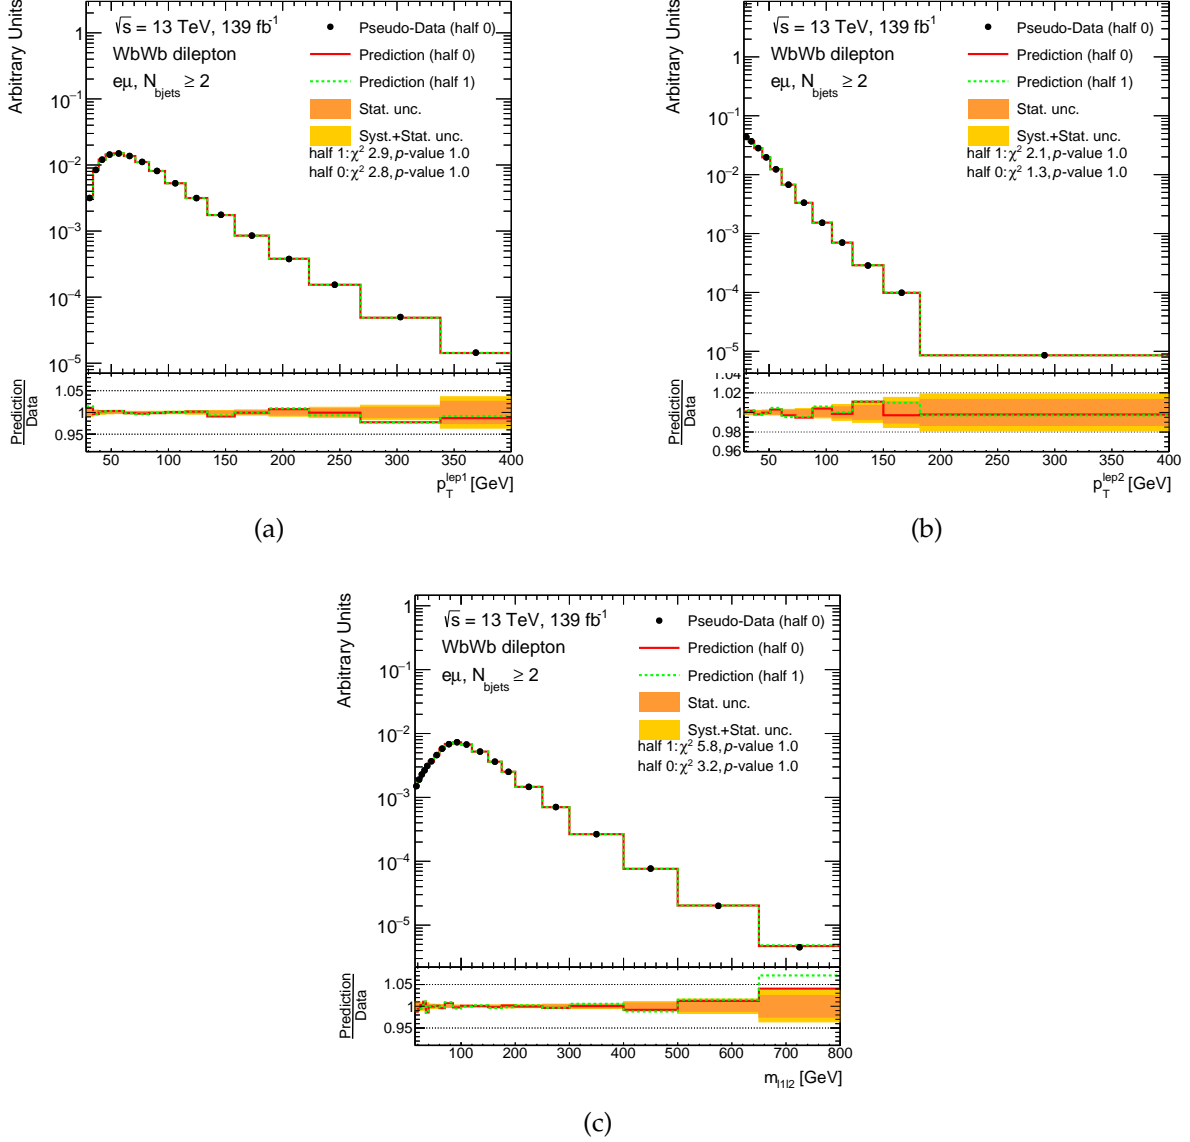 Arbitrary Units
√s = 13 TeV, 139 fb⁻¹
WbWb dilepton
eμ, N_bjets ≥ 2
Pseudo-Data (half 0)
Prediction (half 0)
Prediction (half 1)
Stat. unc.
Syst.+Stat. unc.
half 1: χ² 2.9, p-value 1.0
half 0: χ² 2.8, p-value 1.0
1
10⁻¹
10⁻²
10⁻³
10⁻⁴
10⁻⁵
Prediction
Data
1.05
1
0.95
50 100 150 200 250 300 350 400
p_T^lep1 [GeV]
(a)
Arbitrary Units
√s = 13 TeV, 139 fb⁻¹
WbWb dilepton
eμ, N_bjets ≥ 2
Pseudo-Data (half 0)
Prediction (half 0)
Prediction (half 1)
Stat. unc.
Syst.+Stat. unc.
half 1: χ² 2.1, p-value 1.0
half 0: χ² 1.3, p-value 1.0
1
10⁻¹
10⁻²
10⁻³
10⁻⁴
10⁻⁵
Prediction
Data
1.04
1.02
1
0.98
0.96
50 100 150 200 250 300 350 400
p_T^lep2 [GeV]
(b)
Arbitrary Units
√s = 13 TeV, 139 fb⁻¹
WbWb dilepton
eμ, N_bjets ≥ 2
Pseudo-Data (half 0)
Prediction (half 0)
Prediction (half 1)
Stat. unc.
Syst.+Stat. unc.
half 1: χ² 5.8, p-value 1.0
half 0: χ² 3.2, p-value 1.0
1
10⁻¹
10⁻²
10⁻³
10⁻⁴
10⁻⁵
Prediction
Data
1.05
1
0.95
100 200 300 400 500 600 700 800
m_l1l2 [GeV]
(c)